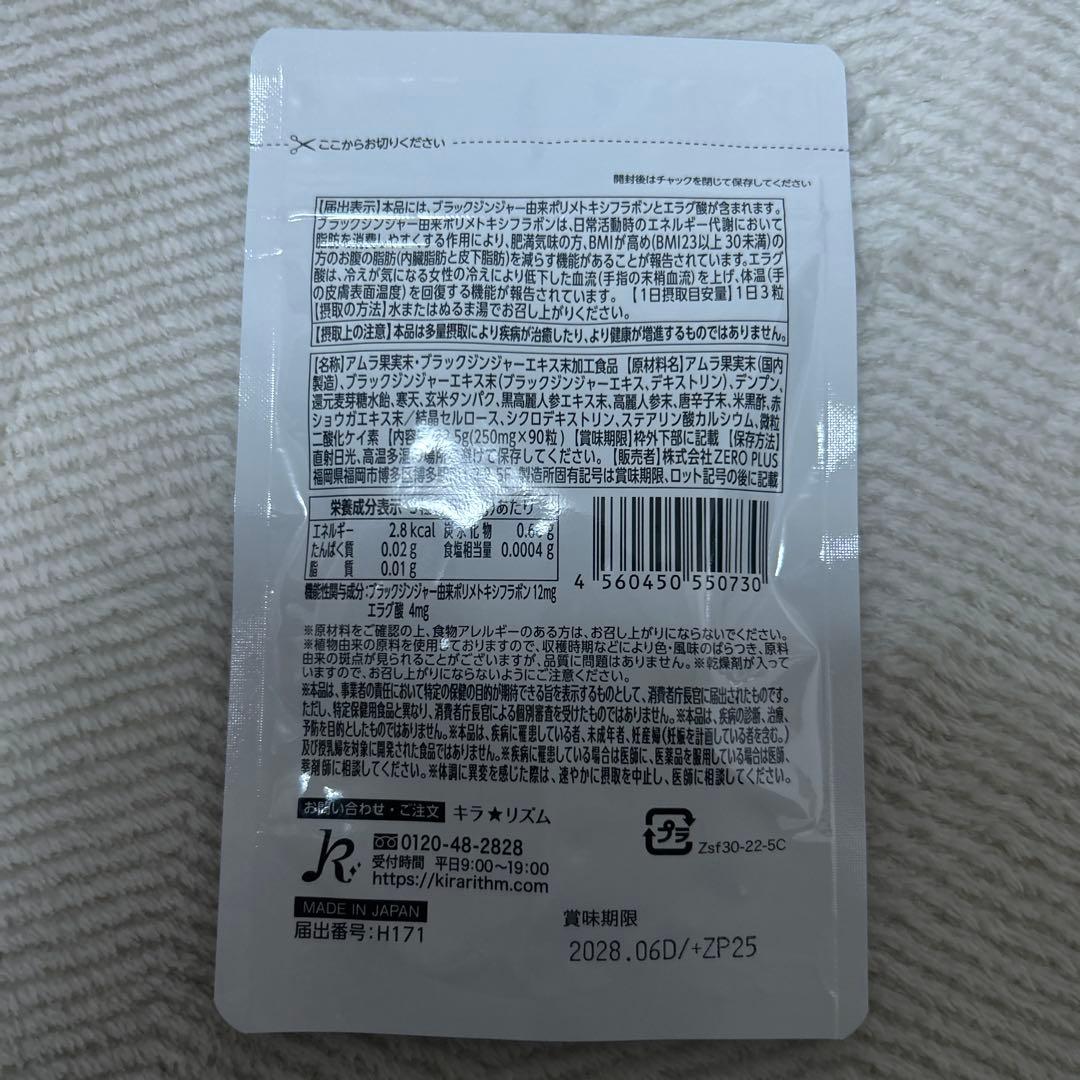 ここからお切りください
開封後はチャックを閉じて保存してください
【届出表示】本品には、ブラックジンジャー由来ポリメトキシフラボンとエラグ酸が含まれます。
ブラックジンジャー由来ポリメトキシフラボンは、日常活動時のエネルギー代謝において
脂肪を消費しやすくする作用により、肥満気味の方、BMIが高め(BMI23以上30未満)の
方のお腹の脂肪(内臓脂肪と皮下脂肪)を減らす機能があることが報告されています。エラグ
酸は、冷えが気になる女性の冷えにより低下した血流(手指の末梢血流)を上げ、体温(手
の皮膚表面温度)を回復する機能が報告されています。【1日摂取目安量】1日3粒
【摂取の方法】水またはぬるま湯でお召し上がりください。
【摂取上の注意】本品は多量摂取により疾病が治癒したり、より健康が増進するものではありません。
【名称】アムラ果実末・ブラックジンジャーエキス末加工食品 【原材料名】アムラ果実末(国内
製造)、ブラックジンジャーエキス末(ブラックジンジャーエキス、デキストリン)、デンプン、
還元麦芽糖水飴、寒天、玄米タンパク、黒高麗人参エキス末、高麗人参末、唐辛子末、米黒酢、赤
ショウガエキス末/結晶セルロース、シクロデキストリン、ステアリン酸カルシウム、微粒
二酸化ケイ素 【内容 .5g(250mg×90粒) 【賞味期限】枠外下部に記載 【保存方法】
直射日光、高温多湿 場所 避けて保存してください。 【販売者】株式会社ZERO PLUS
福岡県福岡市博多区博多駅 5F 製造所固有記号は賞味期限、ロット記号の後に記載
栄養成分表示 あたり
エネルギー 2.8kcal 炭水化物 0.6 g
たんぱく質 0.02g 食塩相当量 0.0004g
脂質 0.01g
機能性関与成分:ブラックジンジャー由来ポリメトキシフラボン 12mg
エラグ酸 4mg
4 560450 550730
※原材料をご確認の上、食物アレルギーのある方は、お召し上がりにならないでください。
※植物由来の原料を使用しておりますので、収穫時期などにより色・風味のばらつき、原料
由来の斑点が見られることがございますが、品質に問題はありません。※乾燥剤が入って
いますので、お召し上がりにならないようにご注意ください。
※本品は、事業者の責任において特定の保健の目的が期待できる旨を表示するものとして、消費者庁長官に届出されたものです。
ただし、特定保健用食品と異なり、消費者庁長官による個別審査を受けたものではありません。※本品は、疾病の診断、治療、
予防を目的としたものではありません。※本品は、疾病に罹患している者、未成年者、妊産婦(妊娠を計画している者を含む。)
及び授乳婦を対象に開発された食品ではありません。※疾病に罹患している場合は医師に、医薬品を服用している場合は医師、
薬剤師に相談してください。※体調に異変を感じた際は、速やかに摂取を中止し、医師に相談してください。
お問い合わせ・ご注文 キラ★リズム
0120-48-2828
受付時間 平日9:00~19:00
https://kirarithm.com
プラ
Zsf30-22-5C
MADE IN JAPAN
届出番号:H171
賞味期限
2028.06D/+ZP25